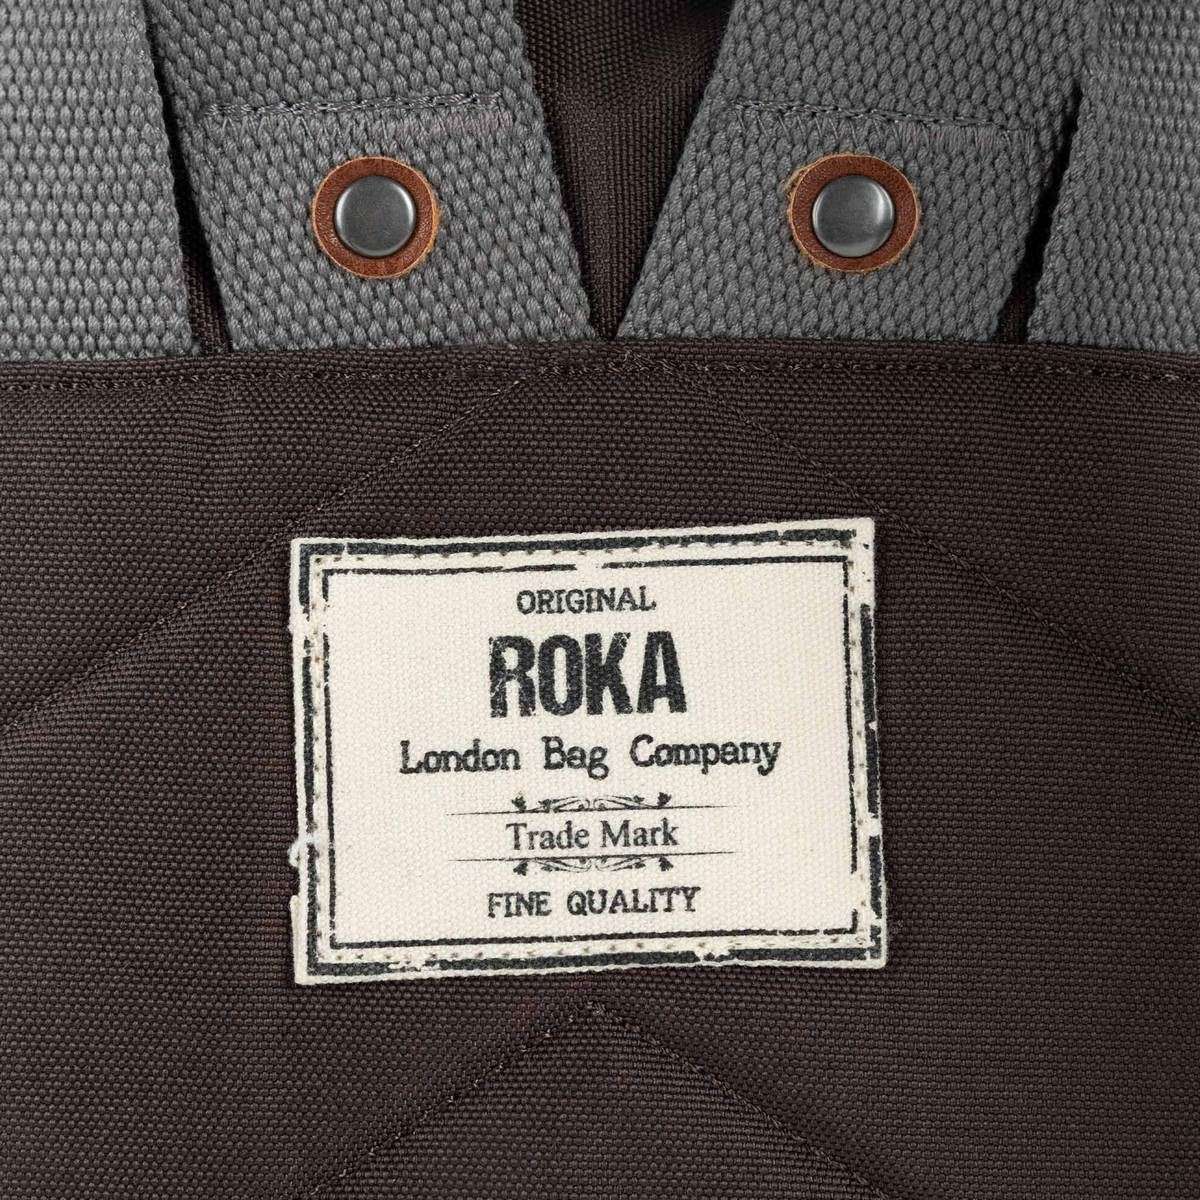 ORIGINAL
ROKA
London Bag Company
Trade Mark
FINE QUALITY